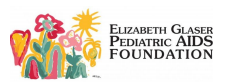 ELIZABETH GLASER
PEDIATRIC AIDS
FOUNDATION